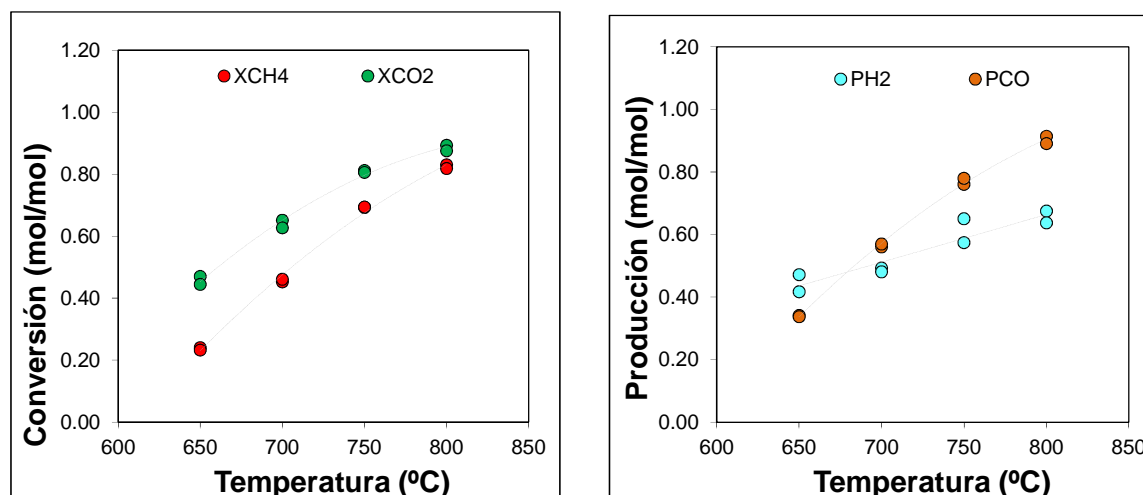 1.20
1.00
0.80
0.60
0.40
0.20
0.00
600 650 700 750 800 850
Conversión (mol/mol)
Temperatura (ºC)
XCH4 XCO2
1.20
1.00
0.80
0.60
0.40
0.20
0.00
600 650 700 750 800 850
Producción (mol/mol)
Temperatura (ºC)
PH2 PCO